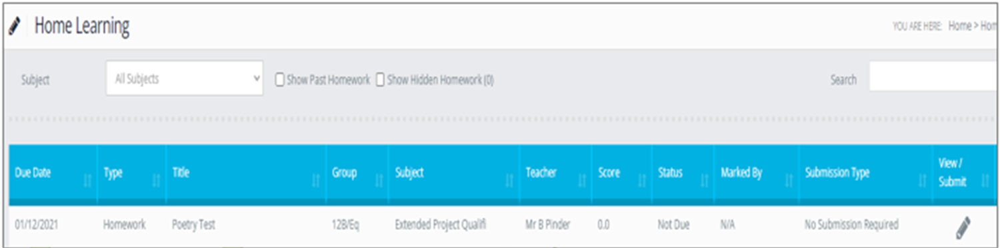 Home Learning
YOU ARE HERE: Home > Hom
Subject All Subjects Show Past Homework Show Hidden Homework (0) Search
Due Date Type Title Group Subject Teacher Score Status Marked By Submission Type View / Submit
01/12/2021 Homework Poetry Test 12B/Eq Extended Project Qualifi Mr B Pinder 0.0 Not Due N/A No Submission Required